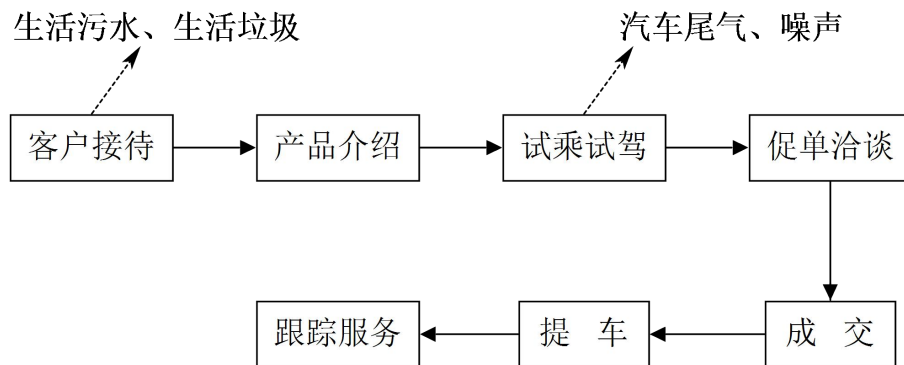 生活污水、生活垃圾
汽车尾气、噪声
客户接待
产品介绍
试乘试驾
促单洽谈
成 交
提 车
跟踪服务